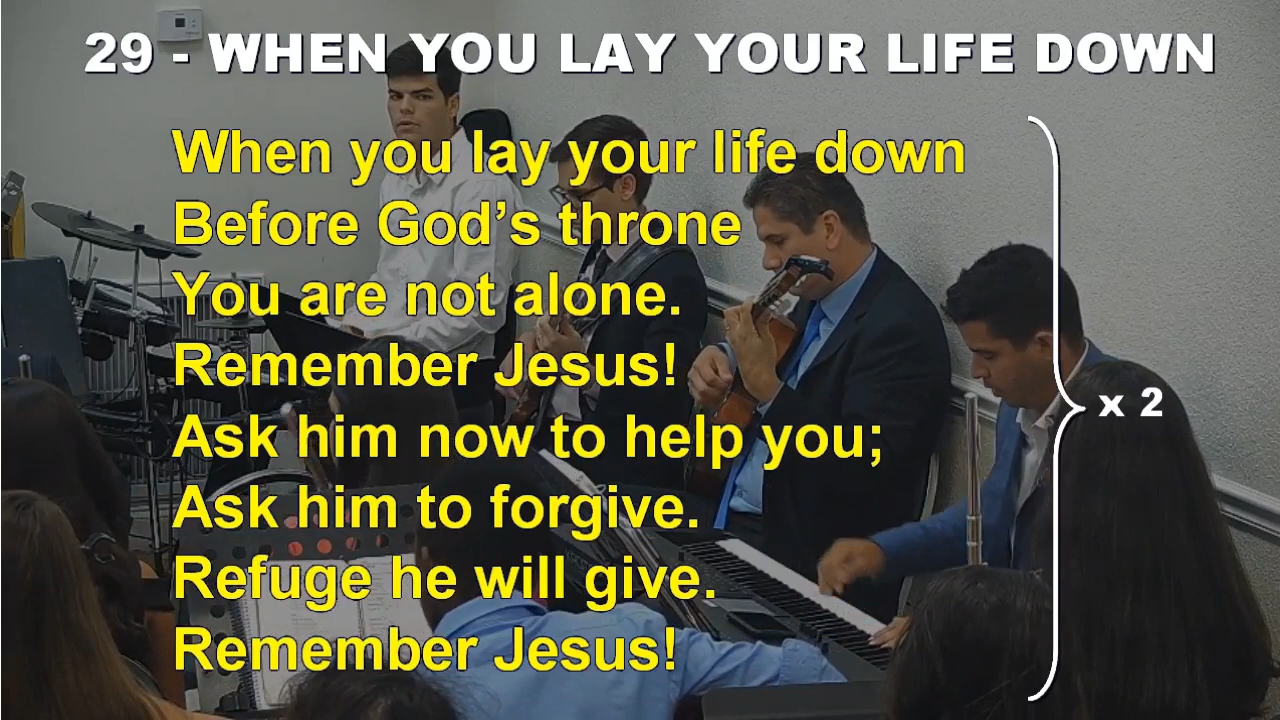 29 - WHEN YOU LAY YOUR LIFE DOWN
When you lay your life down
Before God’s throne
You are not alone.
Remember Jesus!
Ask him now to help you;
Ask him to forgive.
Refuge he will give.
Remember Jesus!
x 2